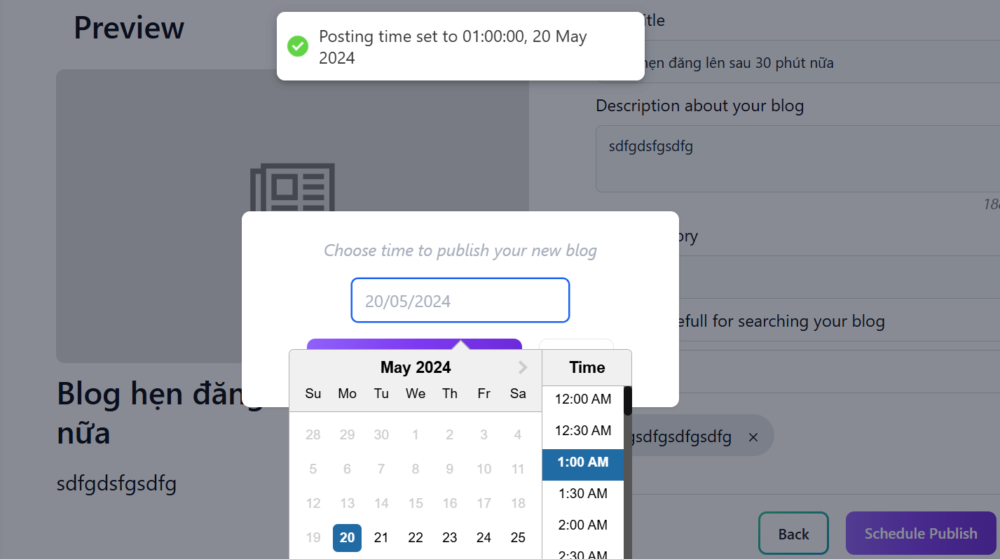 Preview
Posting time set to 01:00:00, 20 May
2024
hẹn đăng lên sau 30 phút nữa
Description about your blog
sdfgdsfgsdfg
Choose time to publish your new blog
20/05/2024
for searching your blog
May 2024
Time
Su Mo Tu We Th Fr Sa
28 29 30 1 2 3 4
5 6 7 8 9 10 11
12 13 14 15 16 17 18
19 20 21 22 23 24 25
12:00 AM
12:30 AM
1:00 AM
1:30 AM
2:00 AM
2:30 AM
Blog hẹn đăng
nữa
sdfgdsfgsdfg
gsdfgsdfgsdfg ×
Back
Schedule Publish